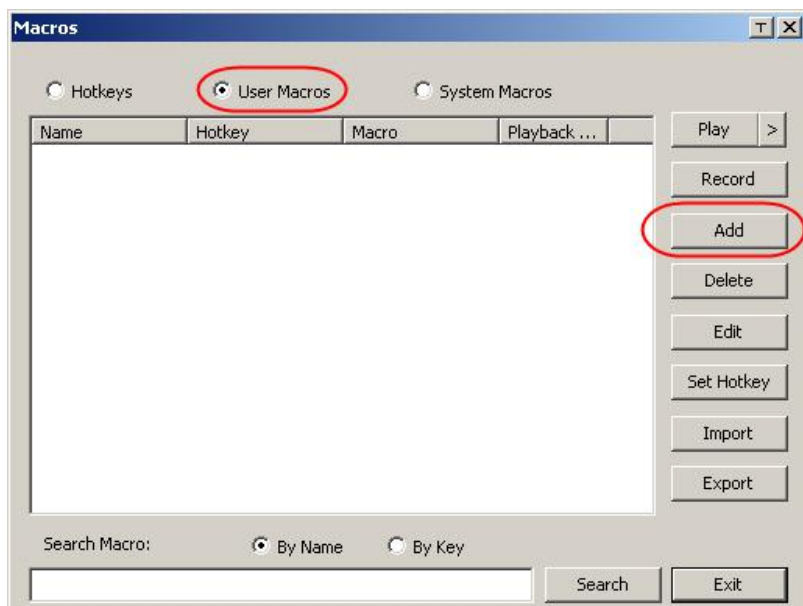 Macros
Hotkeys User Macros System Macros
Name Hotkey Macro Playback ... Play >
Record
Add
Delete
Edit
Set Hotkey
Import
Export
Search Macro: By Name By Key
Search Exit